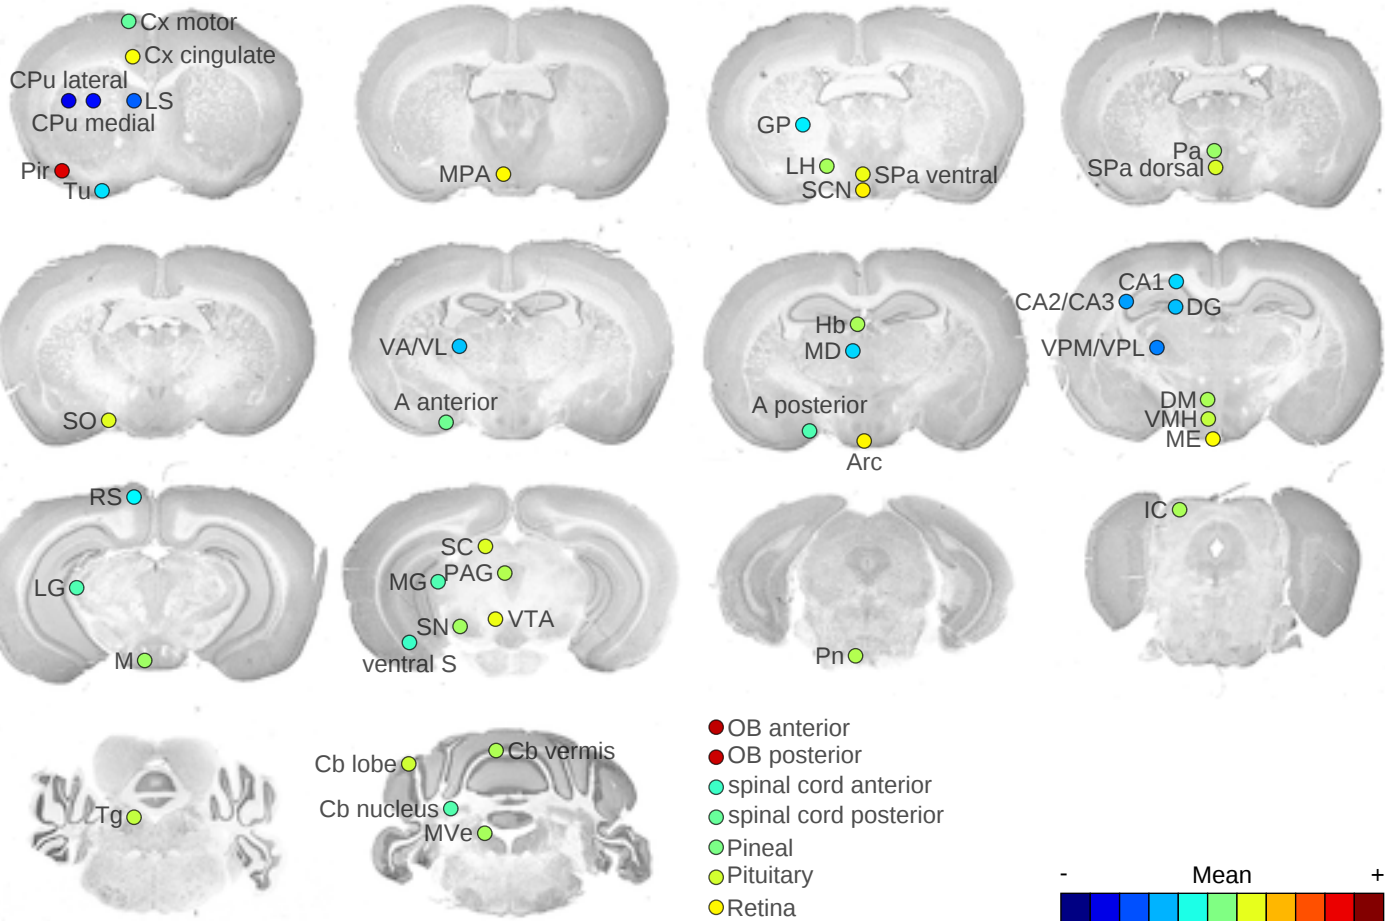 Cx motor
Cx cingulate
CPu lateral
LS
CPu medial
Pir
Tu
MPA
GP
LH
SPa ventral
SCN
Pa
SPa dorsal
SO
VA/VL
A anterior
Hb
MD
A posterior
Arc
CA1
CA2/CA3
DG
VPM/VPL
DM
VMH
ME
RS
LG
M
SC
PAG
MG
VTA
SN
ventral S
Pn
IC
Tg
Cb lobe
Cb vermis
Cb nucleus
MVe
OB anterior
OB posterior
spinal cord anterior
spinal cord posterior
Pineal
Pituitary
Retina
- Mean +